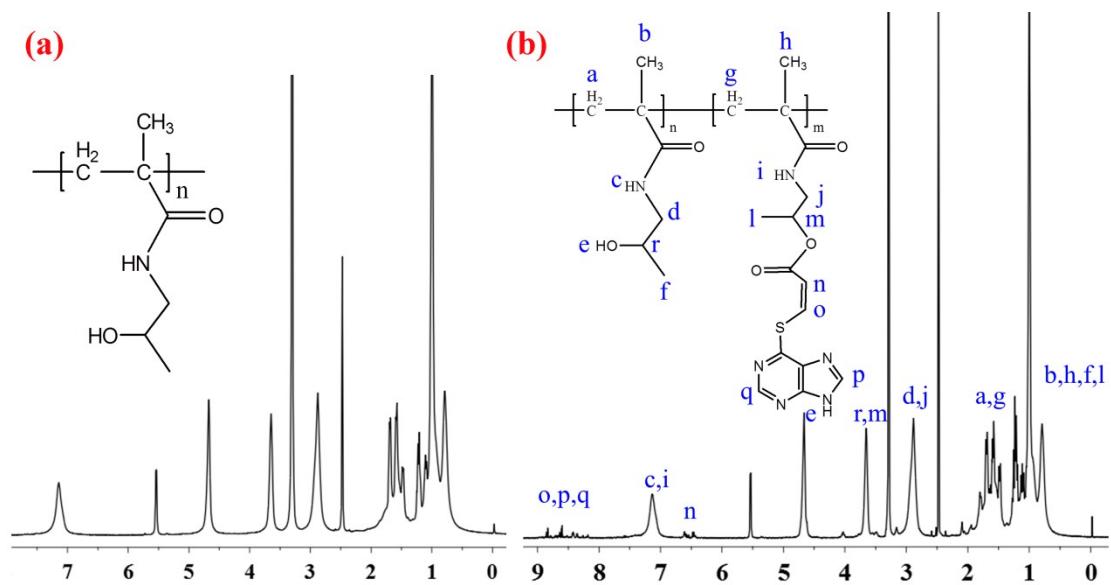 (a)
CH₃
H₂
C
C
n
O
HN
HO
7 6 5 4 3 2 1 0
(b)
b h
CH₃ CH₃
a g
H₂ H₂
C C C C
n m
O O
c HN i HN
d j
l m
e HO r O
f O n
o
S
N N p
q N N
H
e r,m d,j a,g b,h,f,l
o,p,q n c,i
9 8 7 6 5 4 3 2 1 0